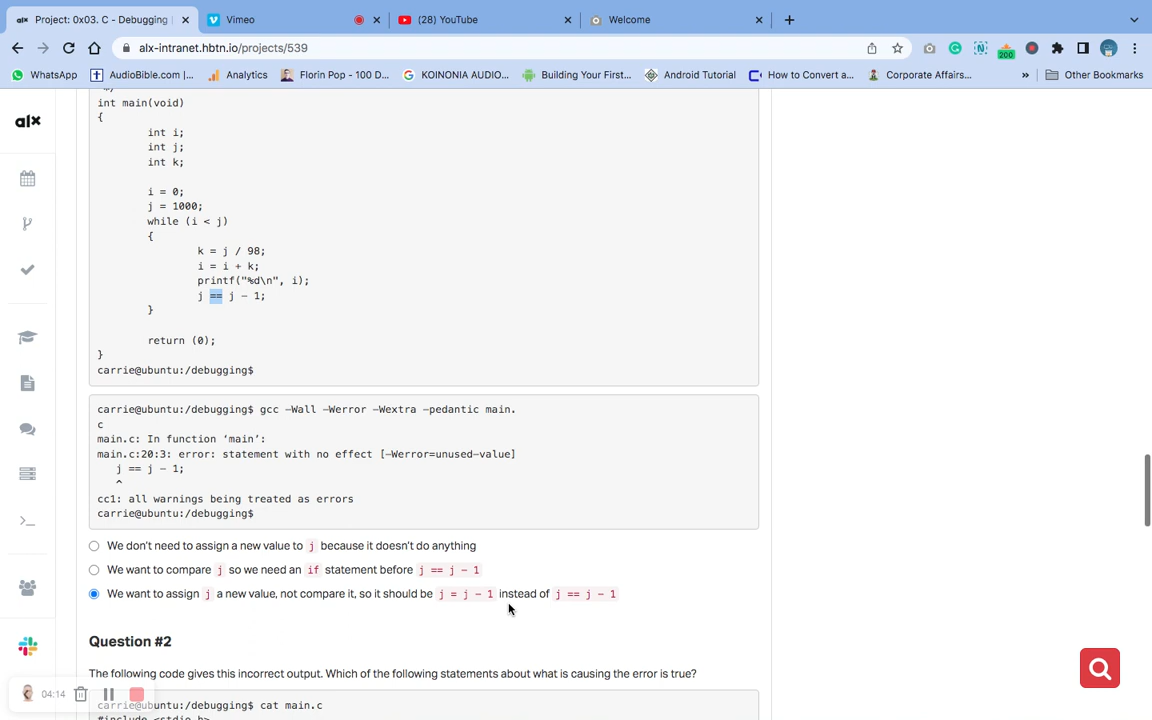 Project: 0x03. C - Debugging
Vimeo
(28) YouTube
Welcome
alx-intranet.hbtn.io/projects/539
200
WhatsApp
AudioBible.com |...
Analytics
Florin Pop - 100 D...
KOINONIA AUDIO...
Building Your First...
Android Tutorial
How to Convert a...
Corporate Affairs...
»
Other Bookmarks
alx
int main(void)
{
int i;
int j;
int k;
i = 0;
j = 1000;
while (i < j)
{
k = j / 98;
i = i + k;
printf("%d\n", i);
j == j - 1;
}
return (0);
}
carrie@ubuntu:/debugging$
carrie@ubuntu:/debugging$ gcc -Wall -Werror -Wextra -pedantic main.
c
main.c: In function ‘main’:
main.c:20:3: error: statement with no effect [-Werror=unused-value]
j == j - 1;
^
cc1: all warnings being treated as errors
carrie@ubuntu:/debugging$
We don't need to assign a new value to j because it doesn't do anything
We want to compare j so we need an if statement before j == j - 1
We want to assign j a new value, not compare it, so it should be j = j - 1 instead of j == j - 1
Question #2
The following code gives this incorrect output. Which of the following statements about what is causing the error is true?
04:14
carrie@ubuntu:/debugging$ cat main.c
#include <stdio.h>